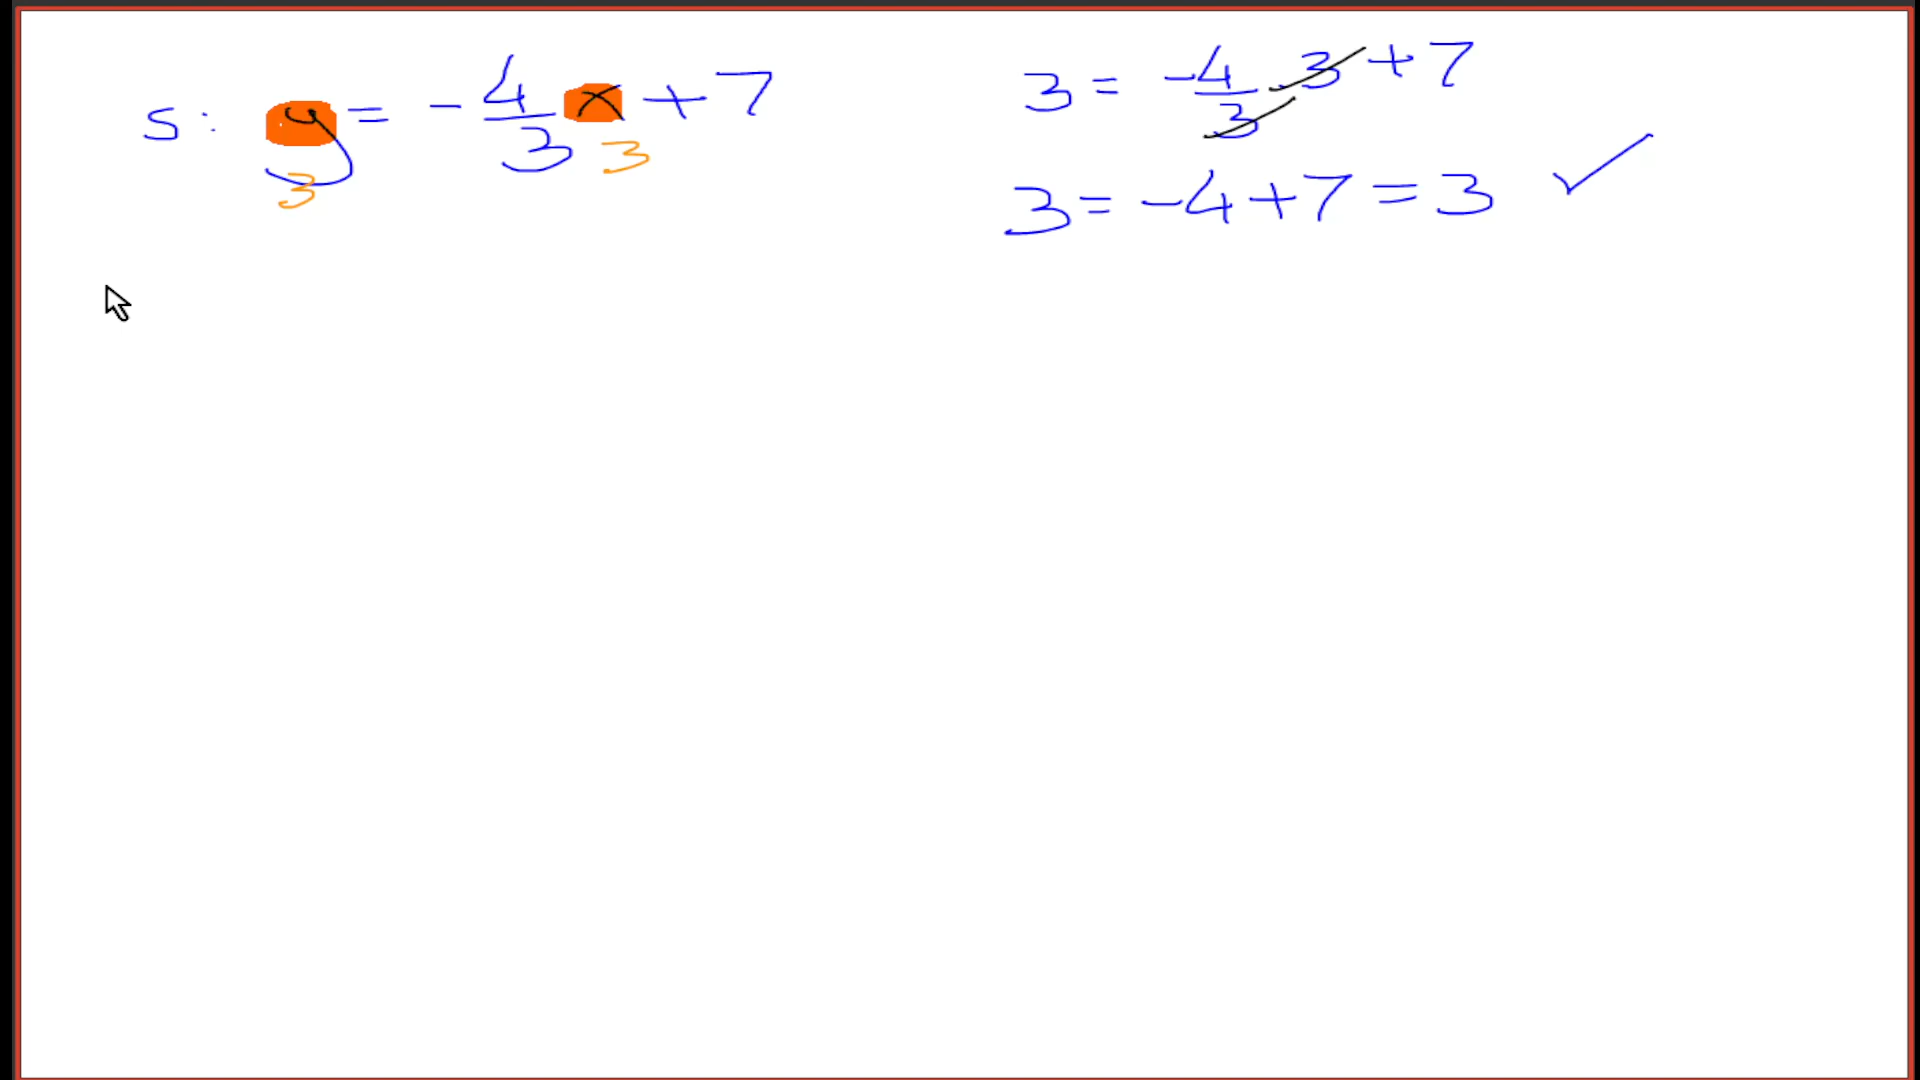 s: y = -4/3 x + 7
3 3
3 = -4/3 . 3 + 7
3 = -4 + 7 = 3 ✓